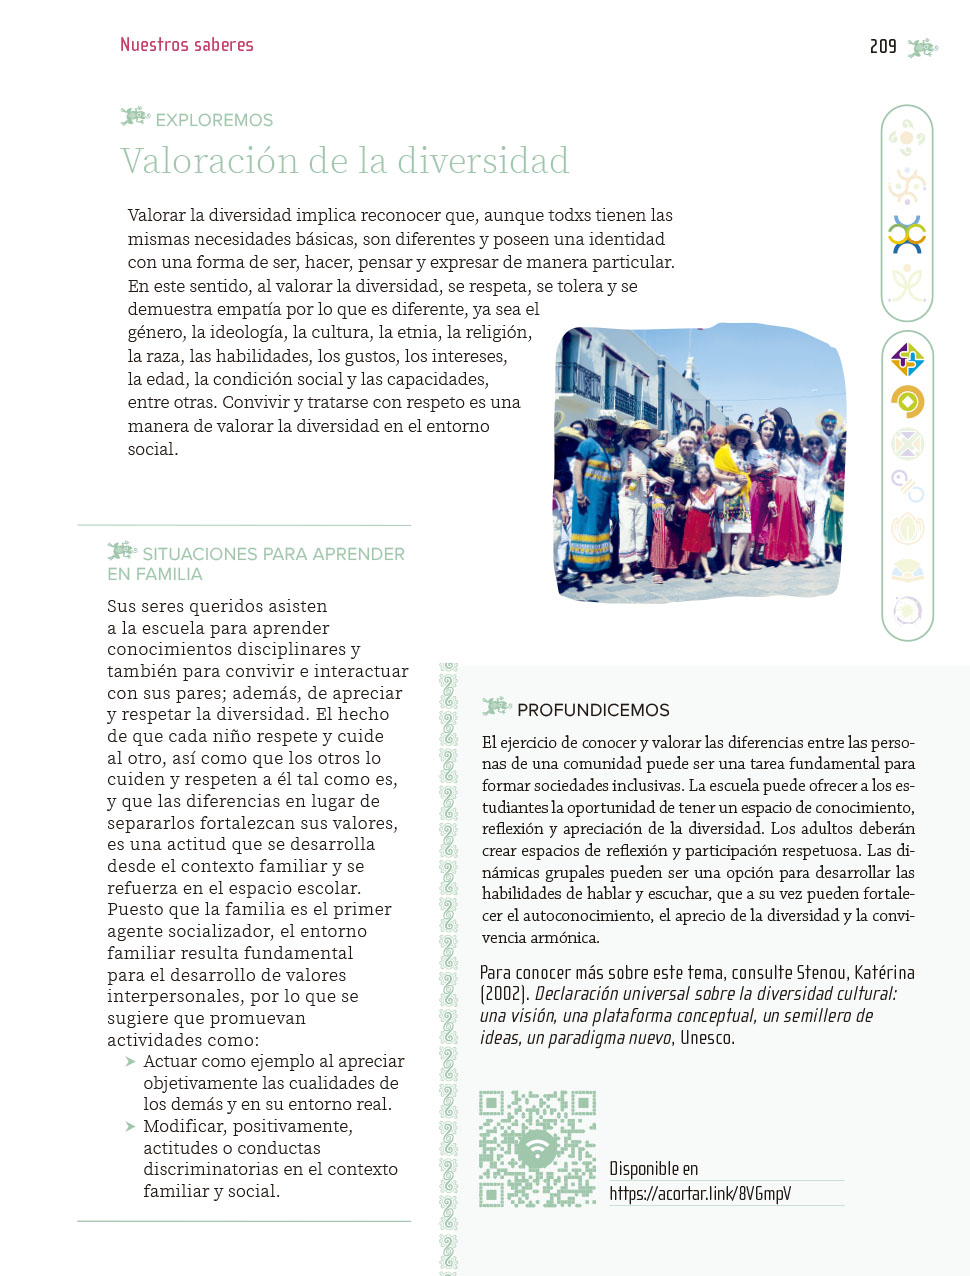 Nuestros saberes
209
EXPLOREMOS
Valoración de la diversidad
Valorar la diversidad implica reconocer que, aunque todxs tienen las
mismas necesidades básicas, son diferentes y poseen una identidad
con una forma de ser, hacer, pensar y expresar de manera particular.
En este sentido, al valorar la diversidad, se respeta, se tolera y se
demuestra empatía por lo que es diferente, ya sea el
género, la ideología, la cultura, la etnia, la religión,
la raza, las habilidades, los gustos, los intereses,
la edad, la condición social y las capacidades,
entre otras. Convivir y tratarse con respeto es una
manera de valorar la diversidad en el entorno
social.
SITUACIONES PARA APRENDER
EN FAMILIA
Sus seres queridos asisten
a la escuela para aprender
conocimientos disciplinares y
también para convivir e interactuar
con sus pares; además, de apreciar
y respetar la diversidad. El hecho
de que cada niño respete y cuide
al otro, así como que los otros lo
cuiden y respeten a él tal como es,
y que las diferencias en lugar de
separarlos fortalezcan sus valores,
es una actitud que se desarrolla
desde el contexto familiar y se
refuerza en el espacio escolar.
Puesto que la familia es el primer
agente socializador, el entorno
familiar resulta fundamental
para el desarrollo de valores
interpersonales, por lo que se
sugiere que promuevan
actividades como:
➤ Actuar como ejemplo al apreciar
objetivamente las cualidades de
los demás y en su entorno real.
➤ Modificar, positivamente,
actitudes o conductas
discriminatorias en el contexto
familiar y social.
PROFUNDICEMOS
El ejercicio de conocer y valorar las diferencias entre las perso-
nas de una comunidad puede ser una tarea fundamental para
formar sociedades inclusivas. La escuela puede ofrecer a los es-
tudiantes la oportunidad de tener un espacio de conocimiento,
reflexión y apreciación de la diversidad. Los adultos deberán
crear espacios de reflexión y participación respetuosa. Las di-
námicas grupales pueden ser una opción para desarrollar las
habilidades de hablar y escuchar, que a su vez pueden fortale-
cer el autoconocimiento, el aprecio de la diversidad y la convi-
vencia armónica.
Para conocer más sobre este tema, consulte Stenou, Katérina
(2002). Declaración universal sobre la diversidad cultural:
una visión, una plataforma conceptual, un semillero de
ideas, un paradigma nuevo, Unesco.
Disponible en
https://acortar.link/8VGmpV